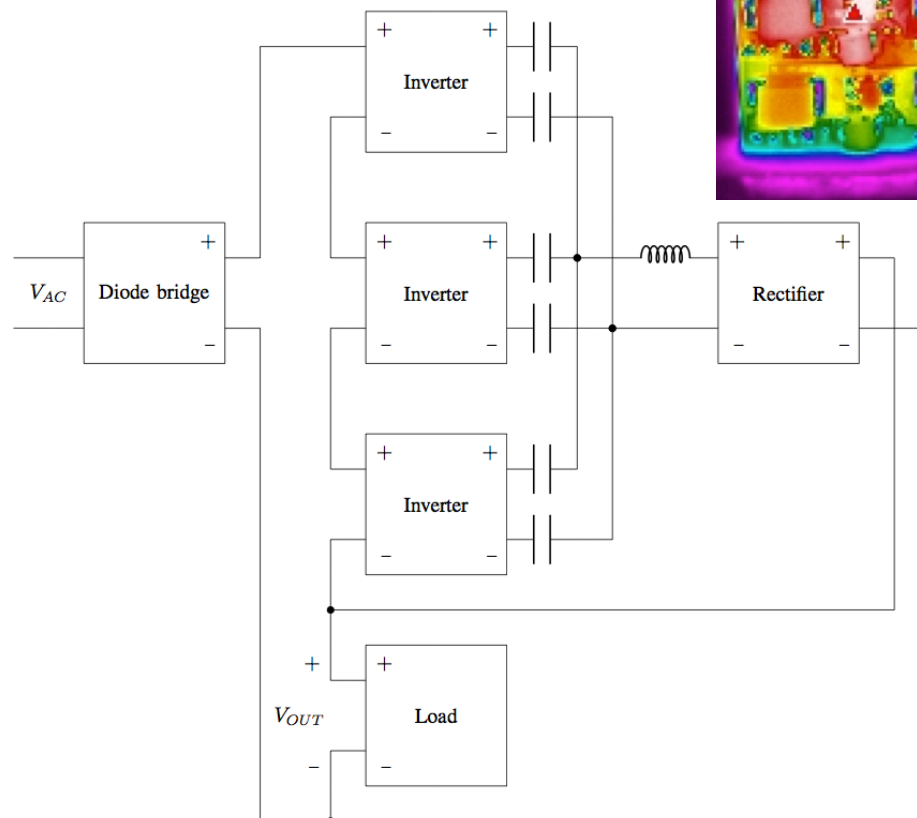 + +
Inverter
− −
+
V_AC Diode bridge
−
+ +
Inverter
− −
+ +
Rectifier
− −
+ +
Inverter
− −
+ +
V_OUT Load
− −